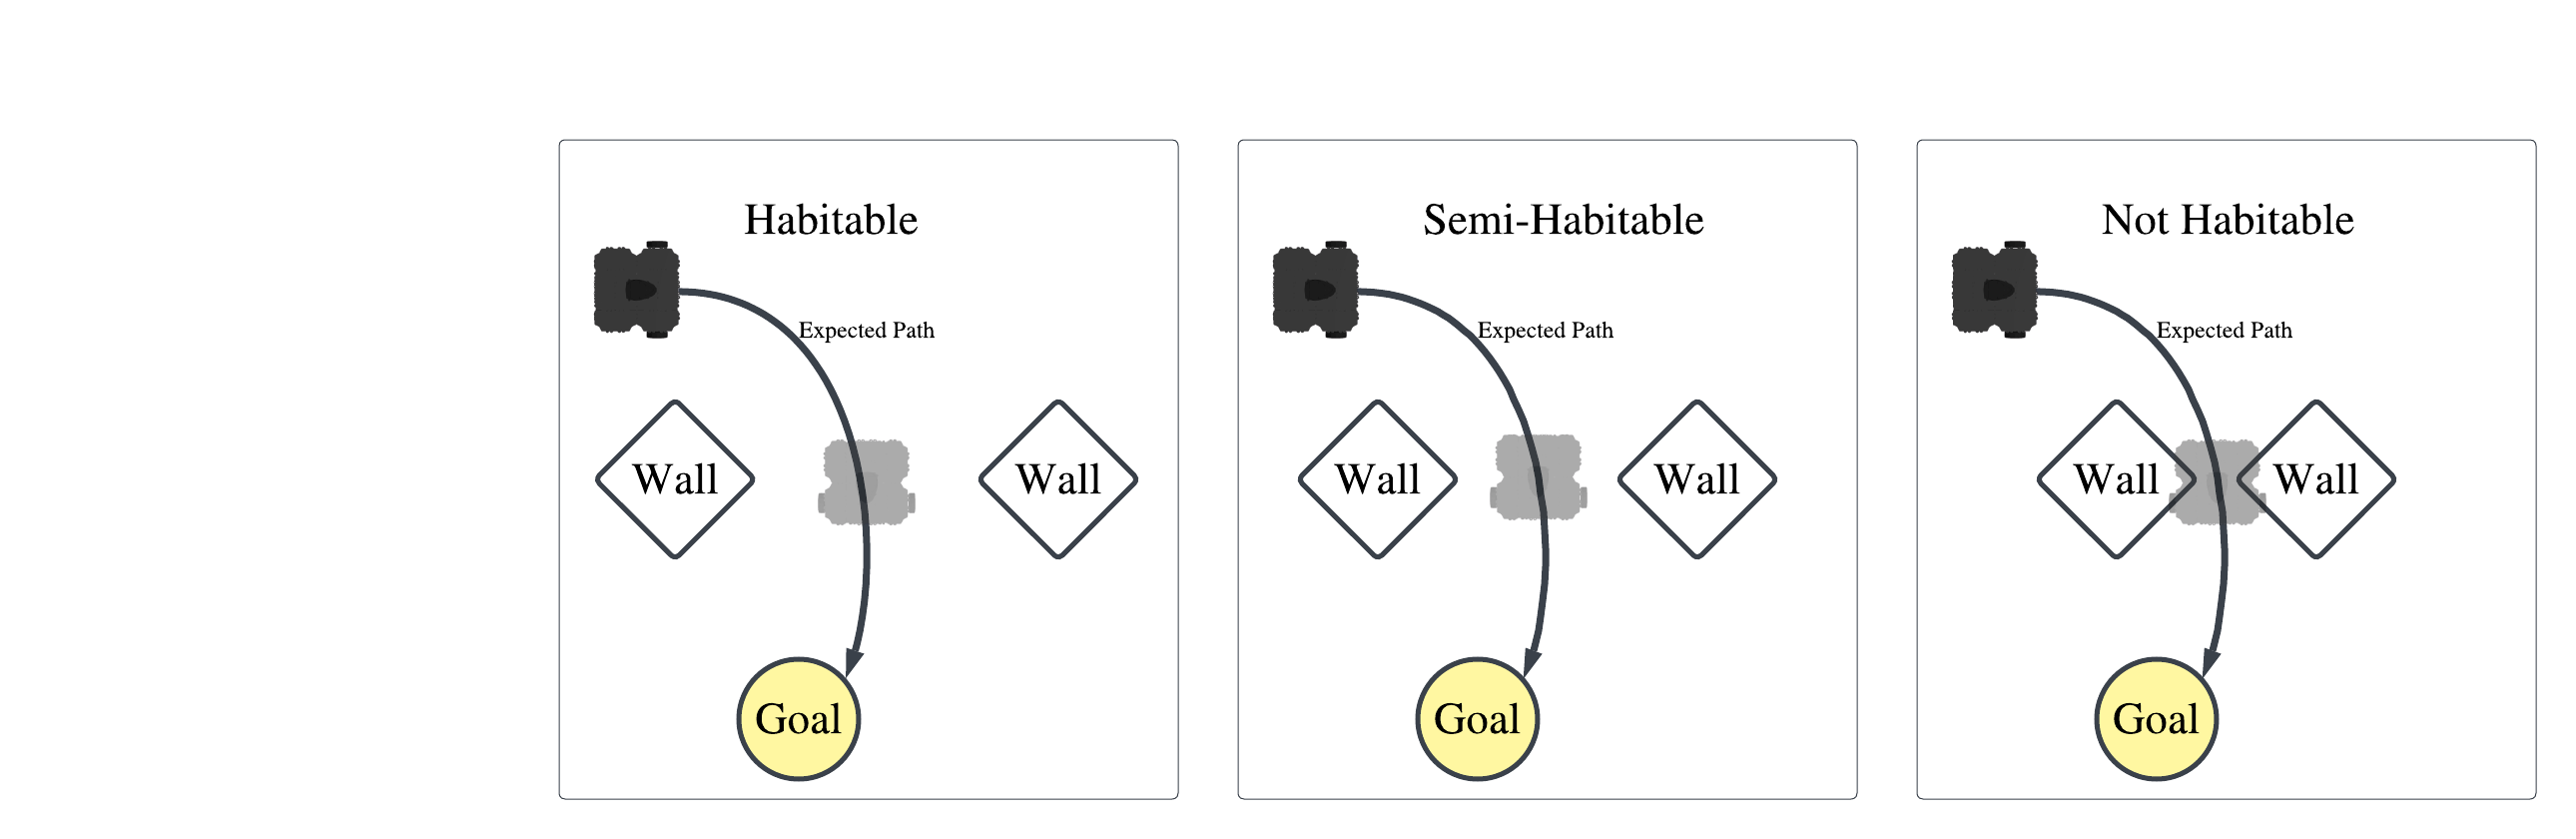 Habitable
Expected Path
Wall
Wall
Goal
Semi-Habitable
Expected Path
Wall
Wall
Goal
Not Habitable
Expected Path
Wall
Wall
Goal